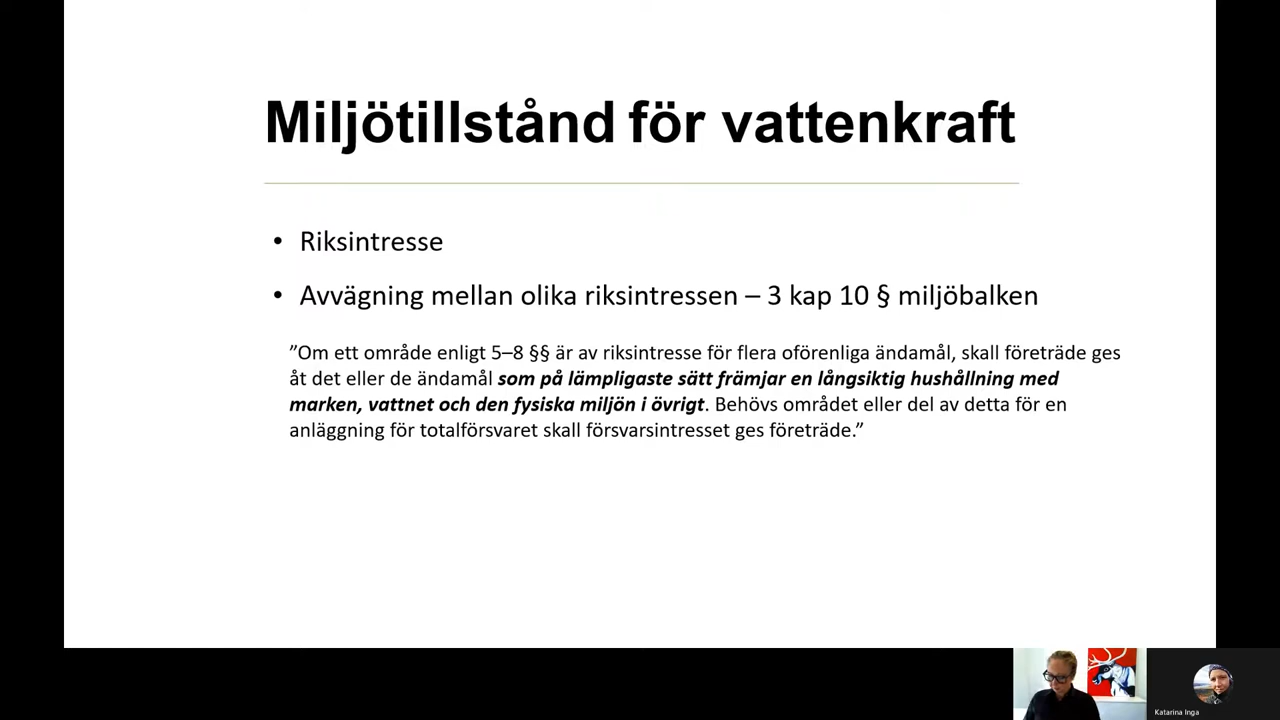 Miljötillstånd för vattenkraft
• Riksintresse
• Avvägning mellan olika riksintressen – 3 kap 10 § miljöbalken
”Om ett område enligt 5–8 §§ är av riksintresse för flera oförenliga ändamål, skall företräde ges
åt det eller de ändamål som på lämpligaste sätt främjar en långsiktig hushållning med
marken, vattnet och den fysiska miljön i övrigt. Behövs området eller del av detta för en
anläggning för totalförsvaret skall försvarsintresset ges företräde.”
Katarina Inga